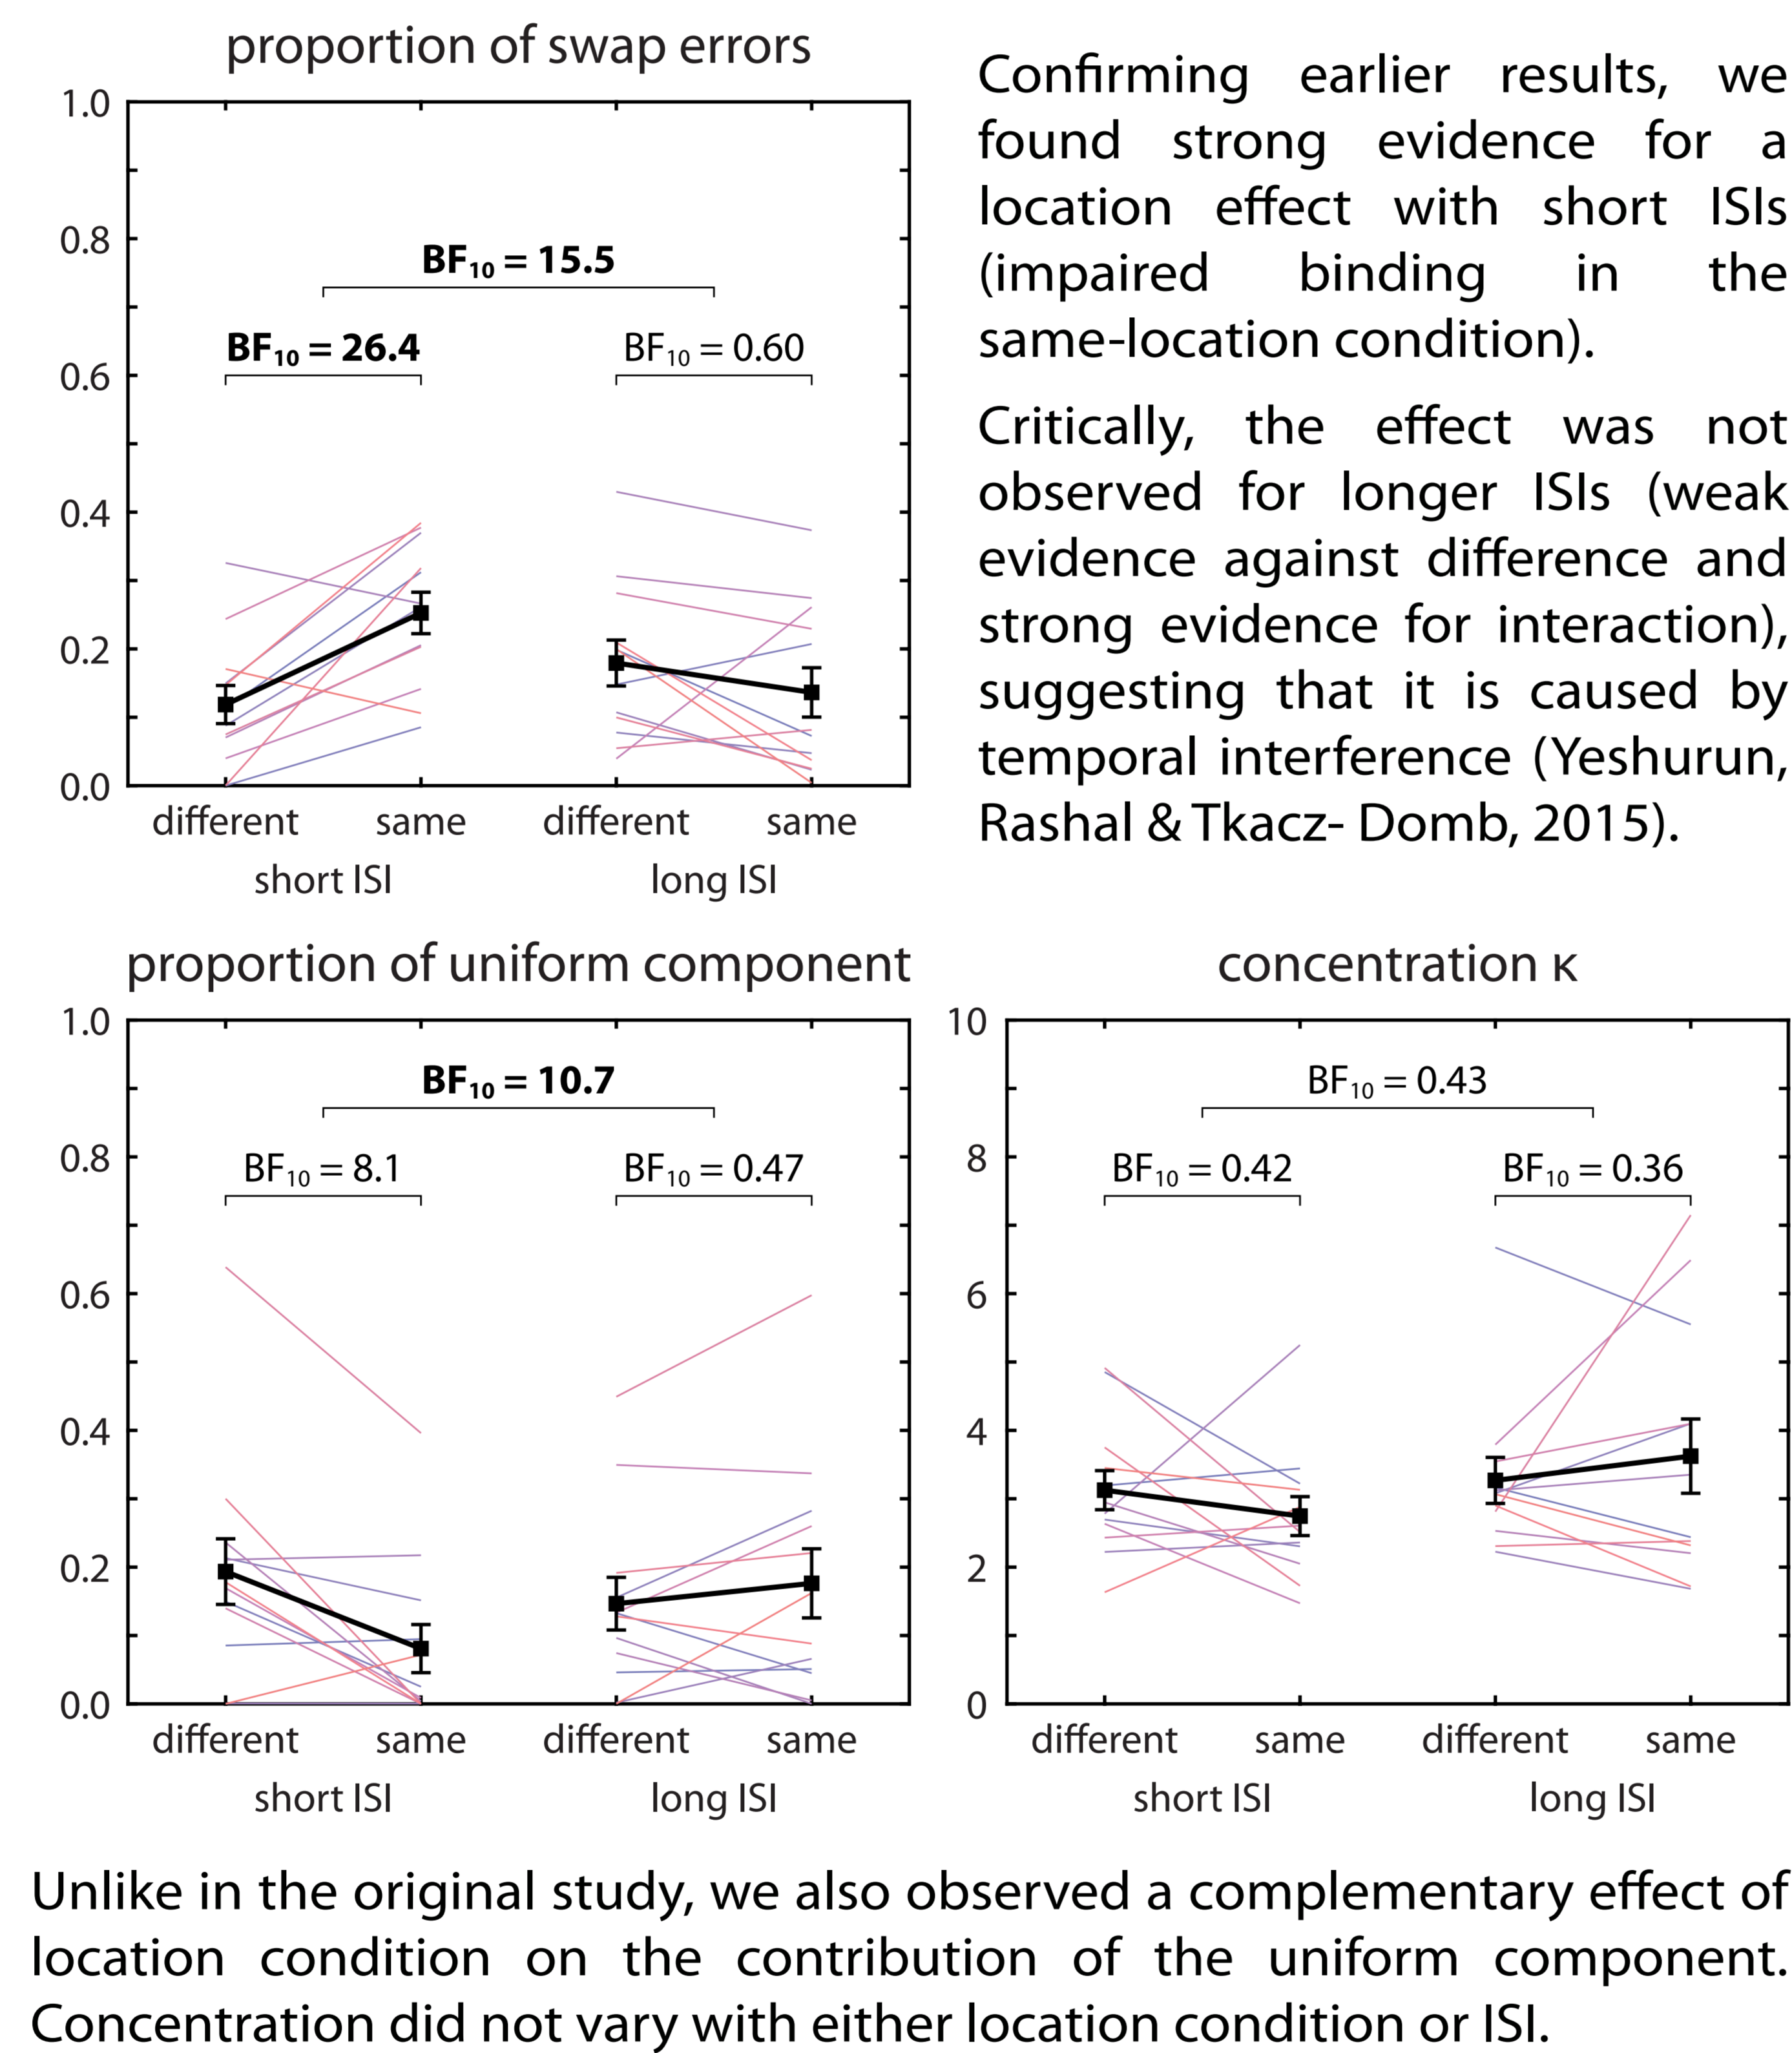 proportion of swap errors
1.0
0.8
0.6
0.4
0.2
0.0
BF10 = 15.5
BF10 = 26.4
BF10 = 0.60
different same different same
short ISI long ISI
Confirming earlier results, we
found strong evidence for a
location effect with short ISIs
(impaired binding in the
same-location condition).
Critically, the effect was not
observed for longer ISIs (weak
evidence against difference and
strong evidence for interaction),
suggesting that it is caused by
temporal interference (Yeshurun,
Rashal & Tkacz- Domb, 2015).
proportion of uniform component
1.0
0.8
0.6
0.4
0.2
0.0
BF10 = 10.7
BF10 = 8.1
BF10 = 0.47
different same different same
short ISI long ISI
concentration κ
10
8
6
4
2
0
BF10 = 0.43
BF10 = 0.42
BF10 = 0.36
different same different same
short ISI long ISI
Unlike in the original study, we also observed a complementary effect of
location condition on the contribution of the uniform component.
Concentration did not vary with either location condition or ISI.